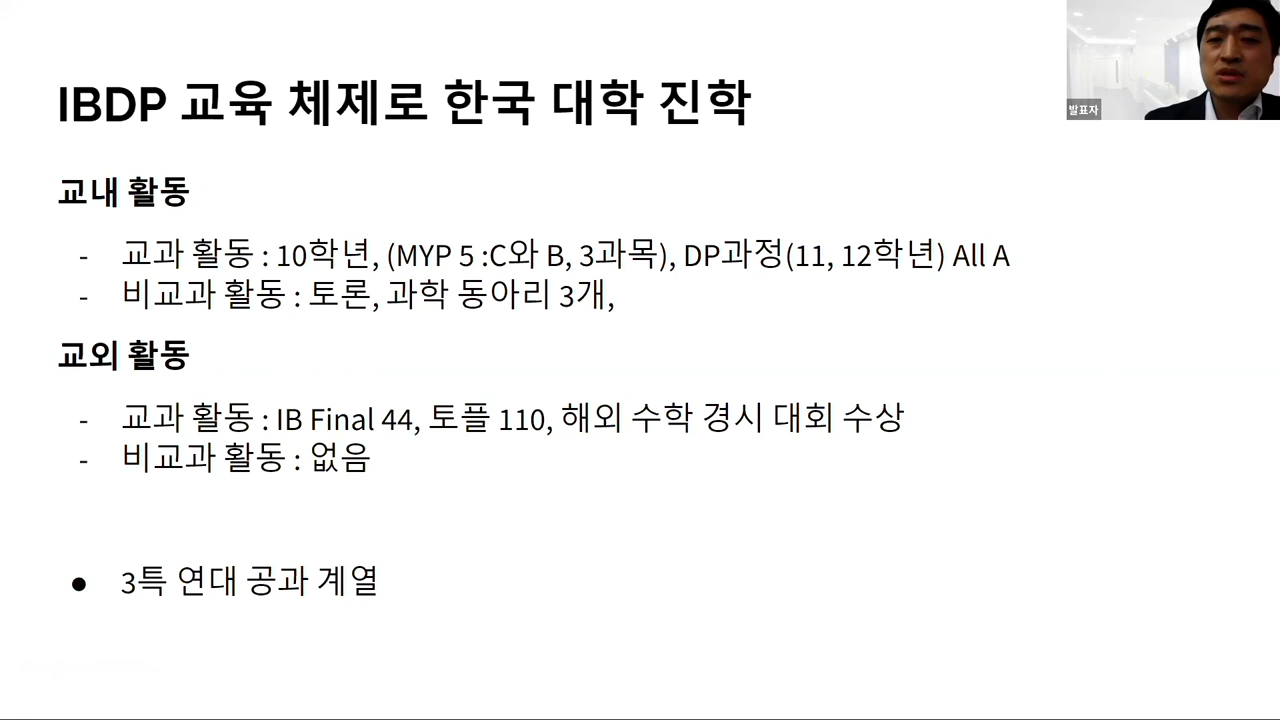 IBDP 교육 체제로 한국 대학 진학
발표자
교내 활동
- 교과 활동 : 10학년, (MYP 5 :C와 B, 3과목), DP과정(11, 12학년) All A
- 비교과 활동 : 토론, 과학 동아리 3개,
교외 활동
- 교과 활동 : IB Final 44, 토플 110, 해외 수학 경시 대회 수상
- 비교과 활동 : 없음
● 3특 연대 공과 계열